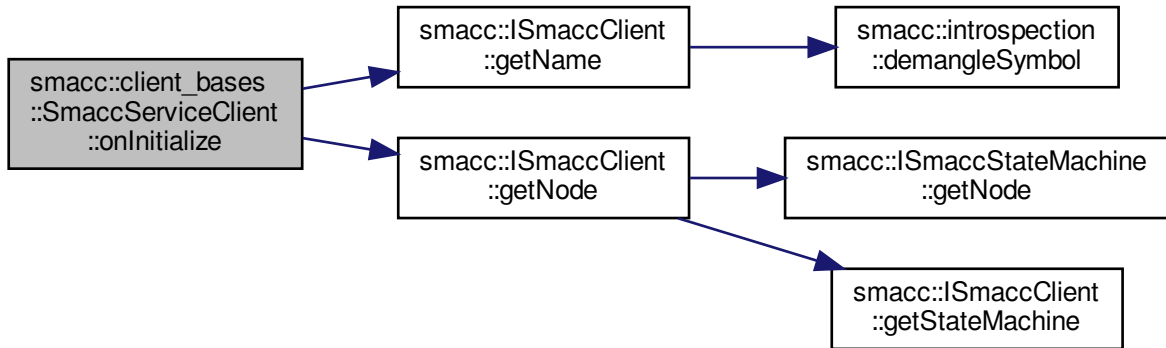 smacc::client_bases
::SmaccServiceClient
::onInitialize
smacc::ISmaccClient
::getName
smacc::introspection
::demangleSymbol
smacc::ISmaccClient
::getNode
smacc::ISmaccStateMachine
::getNode
smacc::ISmaccClient
::getStateMachine